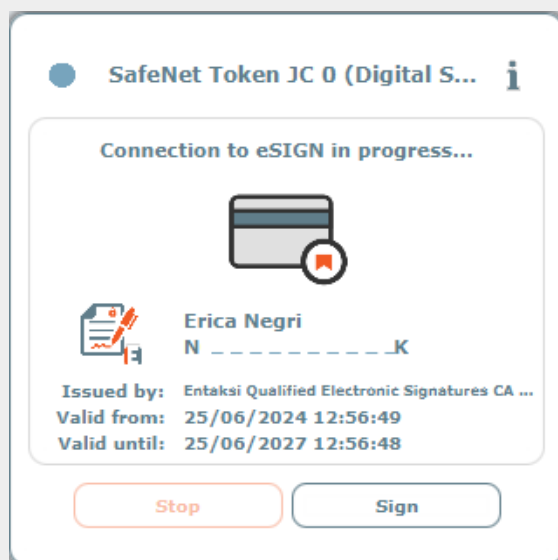 SafeNet Token JC 0 (Digital S... i
Connection to eSIGN in progress...
Erica Negri
N _ _ _ _ _ _ _ _ _ _K
Issued by: Entaksi Qualified Electronic Signatures CA ...
Valid from: 25/06/2024 12:56:49
Valid until: 25/06/2027 12:56:48
Stop Sign